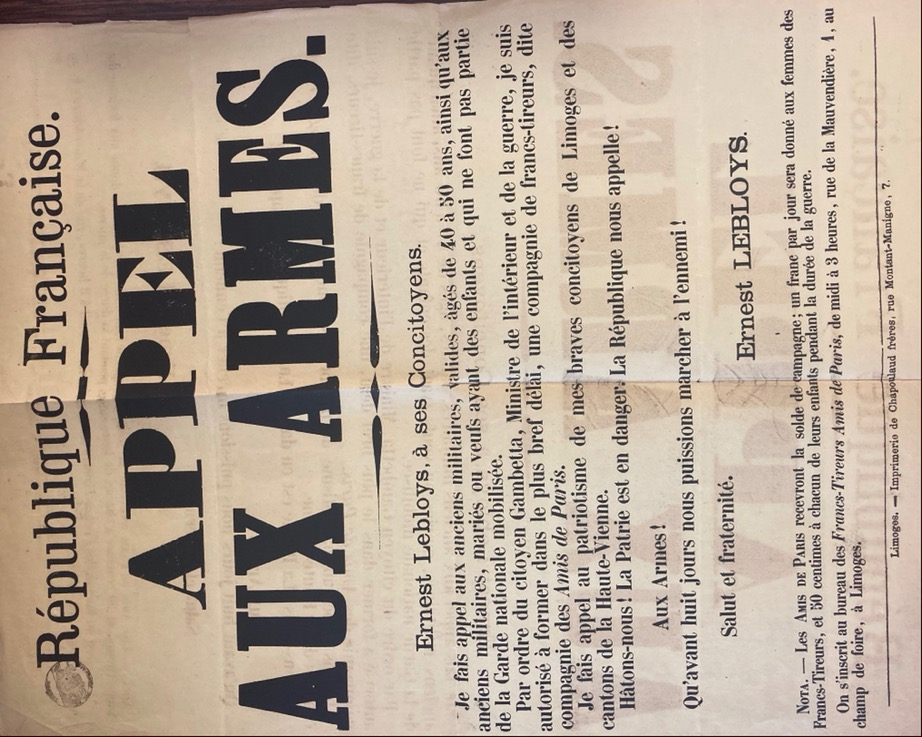 République Française.
APPEL
AUX ARMES.
Ernest Lebloys, à ses Concitoyens.
Je fais appel aux anciens militaires, valides, âgés de 40 à 50 ans, ainsi qu'aux
anciens militaires, mariés ou veufs ayant des enfants et qui ne font pas partie
de la Garde nationale mobilisée.
Par ordre du citoyen Gambetta, Ministre de l'intérieur et de la guerre, je suis
autorisé à former dans le plus bref délai, une compagnie de francs-tireurs, dite
compagnie des Amis de Paris.
Je fais appel au patriotisme de mes braves concitoyens de Limoges et des
cantons de la Haute-Vienne.
Hâtons-nous! La Patrie est en danger. La République nous appelle!
Aux Armes!
Qu'avant huit jours nous puissions marcher à l'ennemi!
Salut et fraternité.
Ernest LEBLOYS.
NOTA. — Les AMIS DE PARIS recevront la solde de campagne; un franc par jour sera donné aux femmes des
Francs-Tireurs, et 50 centimes à chacun de leurs enfants pendant la durée de la guerre.
On s'inscrit au bureau des Francs-Tireurs Amis de Paris, de midi à 3 heures, rue de la Mauvendière, 1, au
champ de foire, à Limoges.
Limoges. — Imprimerie de Chapoulaud frères, rue Montant-Manigne, 7.